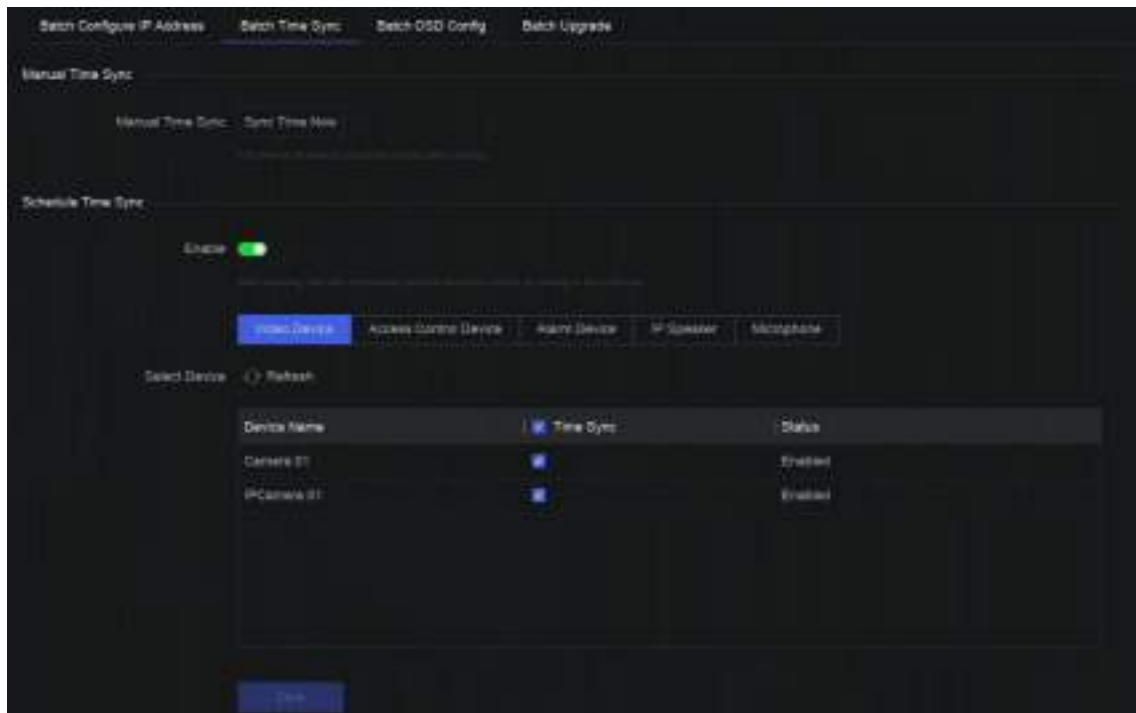 Batch Configure IP Address Batch Time Sync Batch OSD Config Batch Upgrade
Manual Time Sync
Manual Time Sync Sync Time Now
Schedule Time Sync
Enable
Video Device Access Control Device Alarm Device IP Speaker Microphone
Select Device Refresh
Device Name Time Sync Status
Camera 01 Enabled
IPCamera 01 Enabled
Save